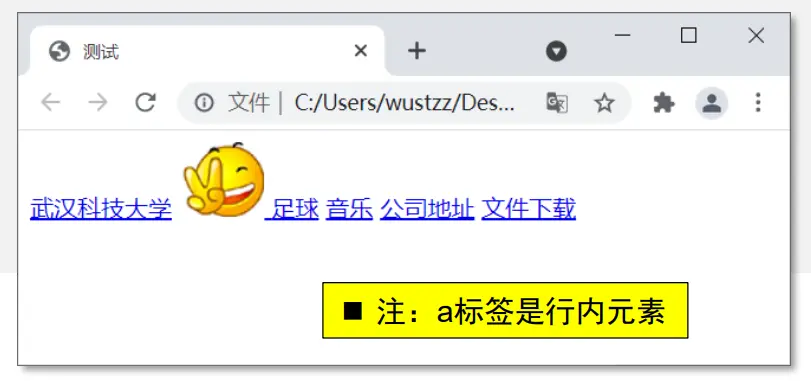 测试
文件 | C:/Users/wustzz/Des...
武汉科技大学 足球 音乐 公司地址 文件下载
■ 注：a标签是行内元素